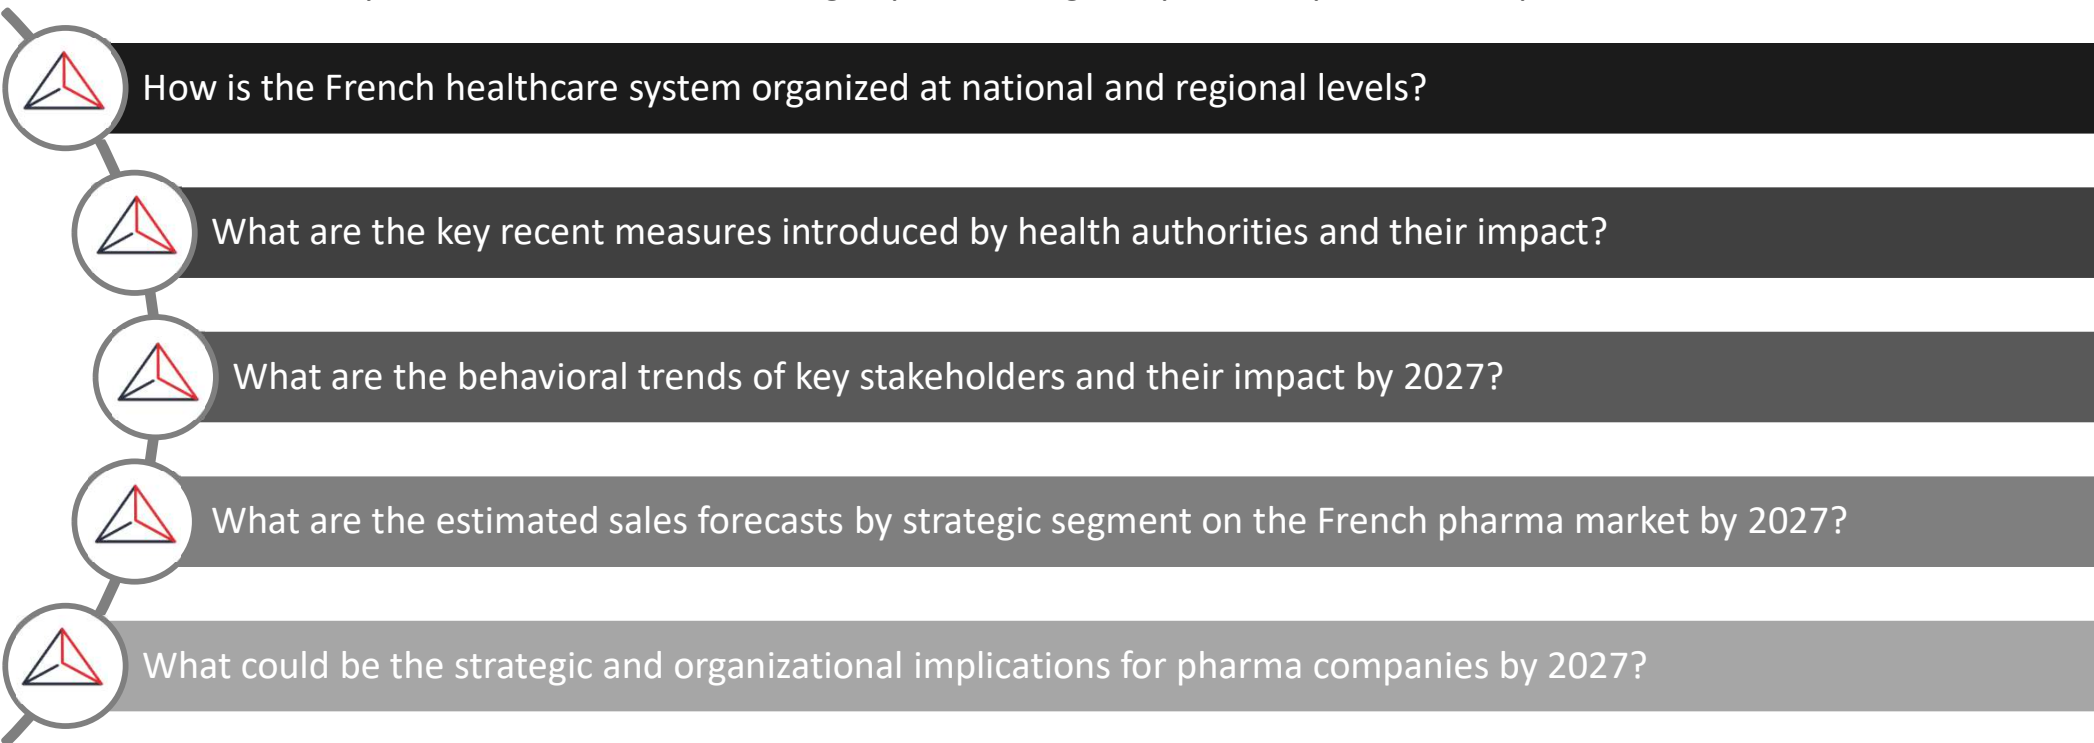 How is the French healthcare system organized at national and regional levels?
What are the key recent measures introduced by health authorities and their impact?
What are the behavioral trends of key stakeholders and their impact by 2027?
What are the estimated sales forecasts by strategic segment on the French pharma market by 2027?
What could be the strategic and organizational implications for pharma companies by 2027?